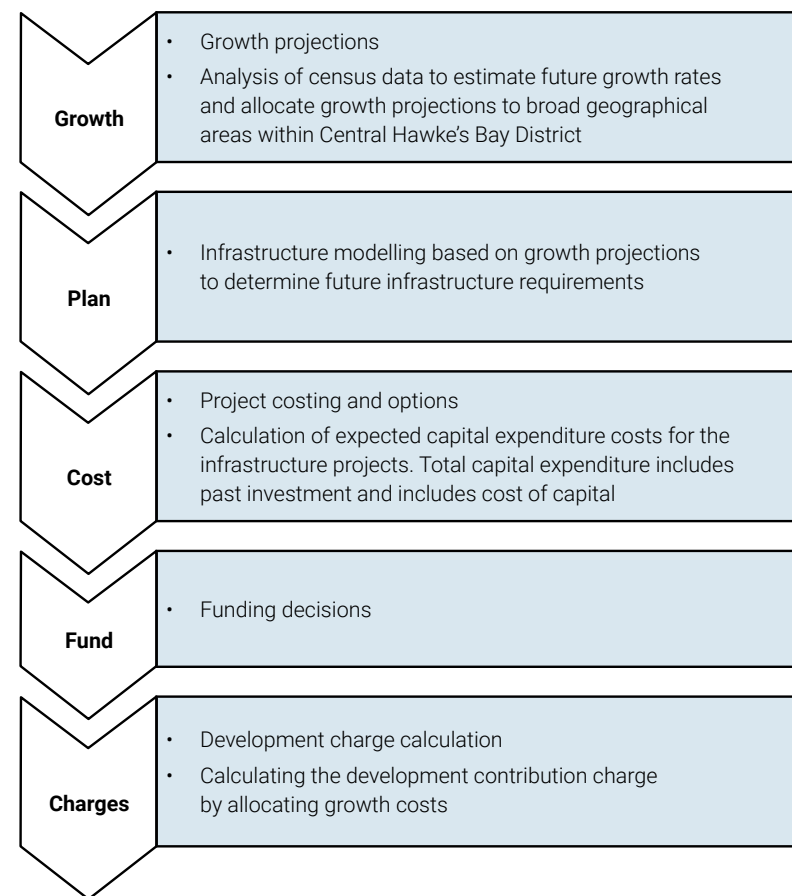 Growth
• Growth projections
• Analysis of census data to estimate future growth rates
and allocate growth projections to broad geographical
areas within Central Hawke's Bay District
Plan
• Infrastructure modelling based on growth projections
to determine future infrastructure requirements
Cost
• Project costing and options
• Calculation of expected capital expenditure costs for the
infrastructure projects. Total capital expenditure includes
past investment and includes cost of capital
Fund
• Funding decisions
Charges
• Development charge calculation
• Calculating the development contribution charge
by allocating growth costs